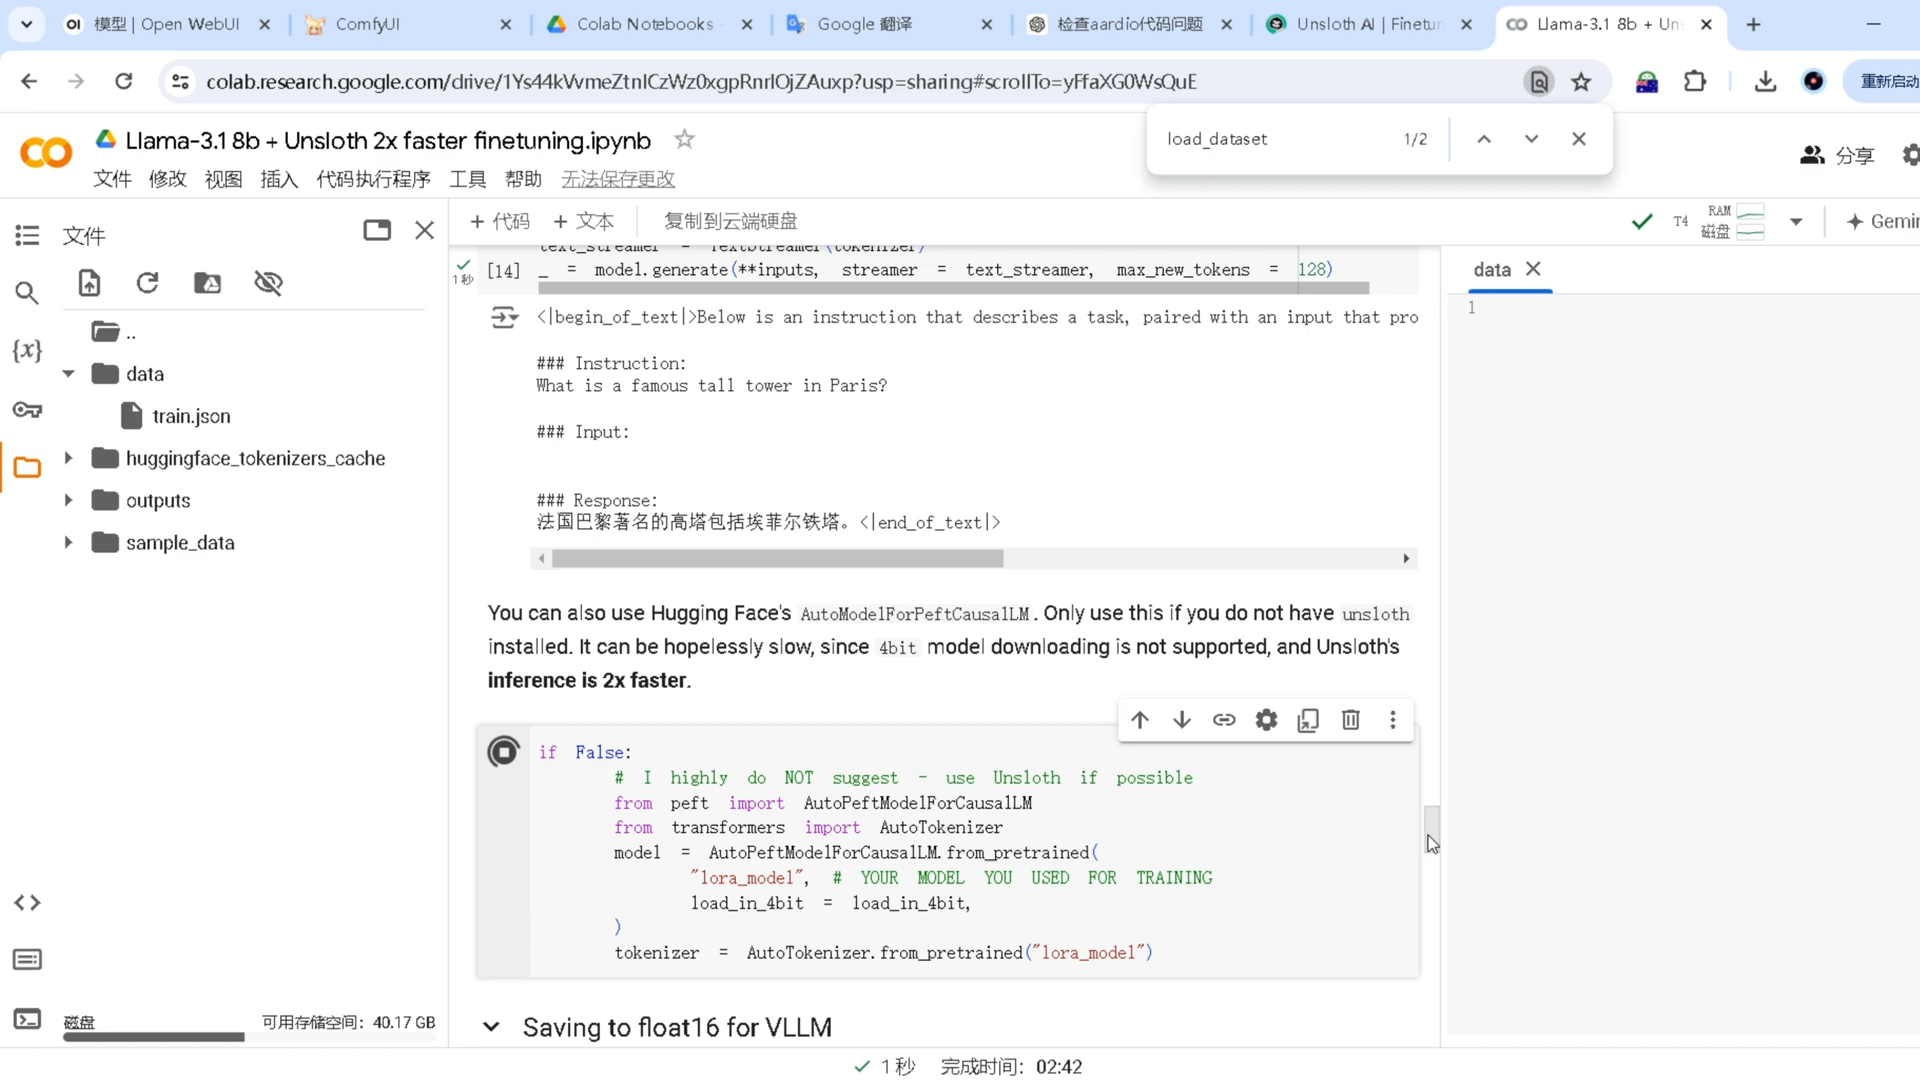 模型 | Open WebUI
ComfyUI
Colab Notebooks
Google 翻译
检查aardio代码问题
Unsloth AI | Finetun
Llama-3.1 8b + Uns
colab.research.google.com/drive/1Ys44kVvmeZtnICzWz0xgpRnrIOjZAuxp?usp=sharing#scrollTo=yFfaXG0WsQuE
重新启动
load_dataset 1/2
Llama-3.1 8b + Unsloth 2x faster finetuning.ipynb
分享
文件 修改 视图 插入 代码执行程序 工具 帮助 无法保存更改
文件
+ 代码 + 文本 复制到云端硬盘
T4
RAM
磁盘
Gemin
..
data
train.json
huggingface_tokenizers_cache
outputs
sample_data
磁盘
可用存储空间：40.17 GB
text_streamer = TextStreamer(tokenizer)
1秒
[14] _ = model.generate(**inputs, streamer = text_streamer, max_new_tokens = 128)
<|begin_of_text|>Below is an instruction that describes a task, paired with an input that pro
### Instruction:
What is a famous tall tower in Paris?
### Input:
### Response:
法国巴黎著名的高塔包括埃菲尔铁塔。<|end_of_text|>
You can also use Hugging Face's AutoModelForPeftCausalLM. Only use this if you do not have unsloth
installed. It can be hopelessly slow, since 4bit model downloading is not supported, and Unsloth's
inference is 2x faster.
if False:
# I highly do NOT suggest - use Unsloth if possible
from peft import AutoPeftModelForCausalLM
from transformers import AutoTokenizer
model = AutoPeftModelForCausalLM.from_pretrained(
"lora_model", # YOUR MODEL YOU USED FOR TRAINING
load_in_4bit = load_in_4bit,
)
tokenizer = AutoTokenizer.from_pretrained("lora_model")
Saving to float16 for VLLM
data
1
1 秒 完成时间：02:42